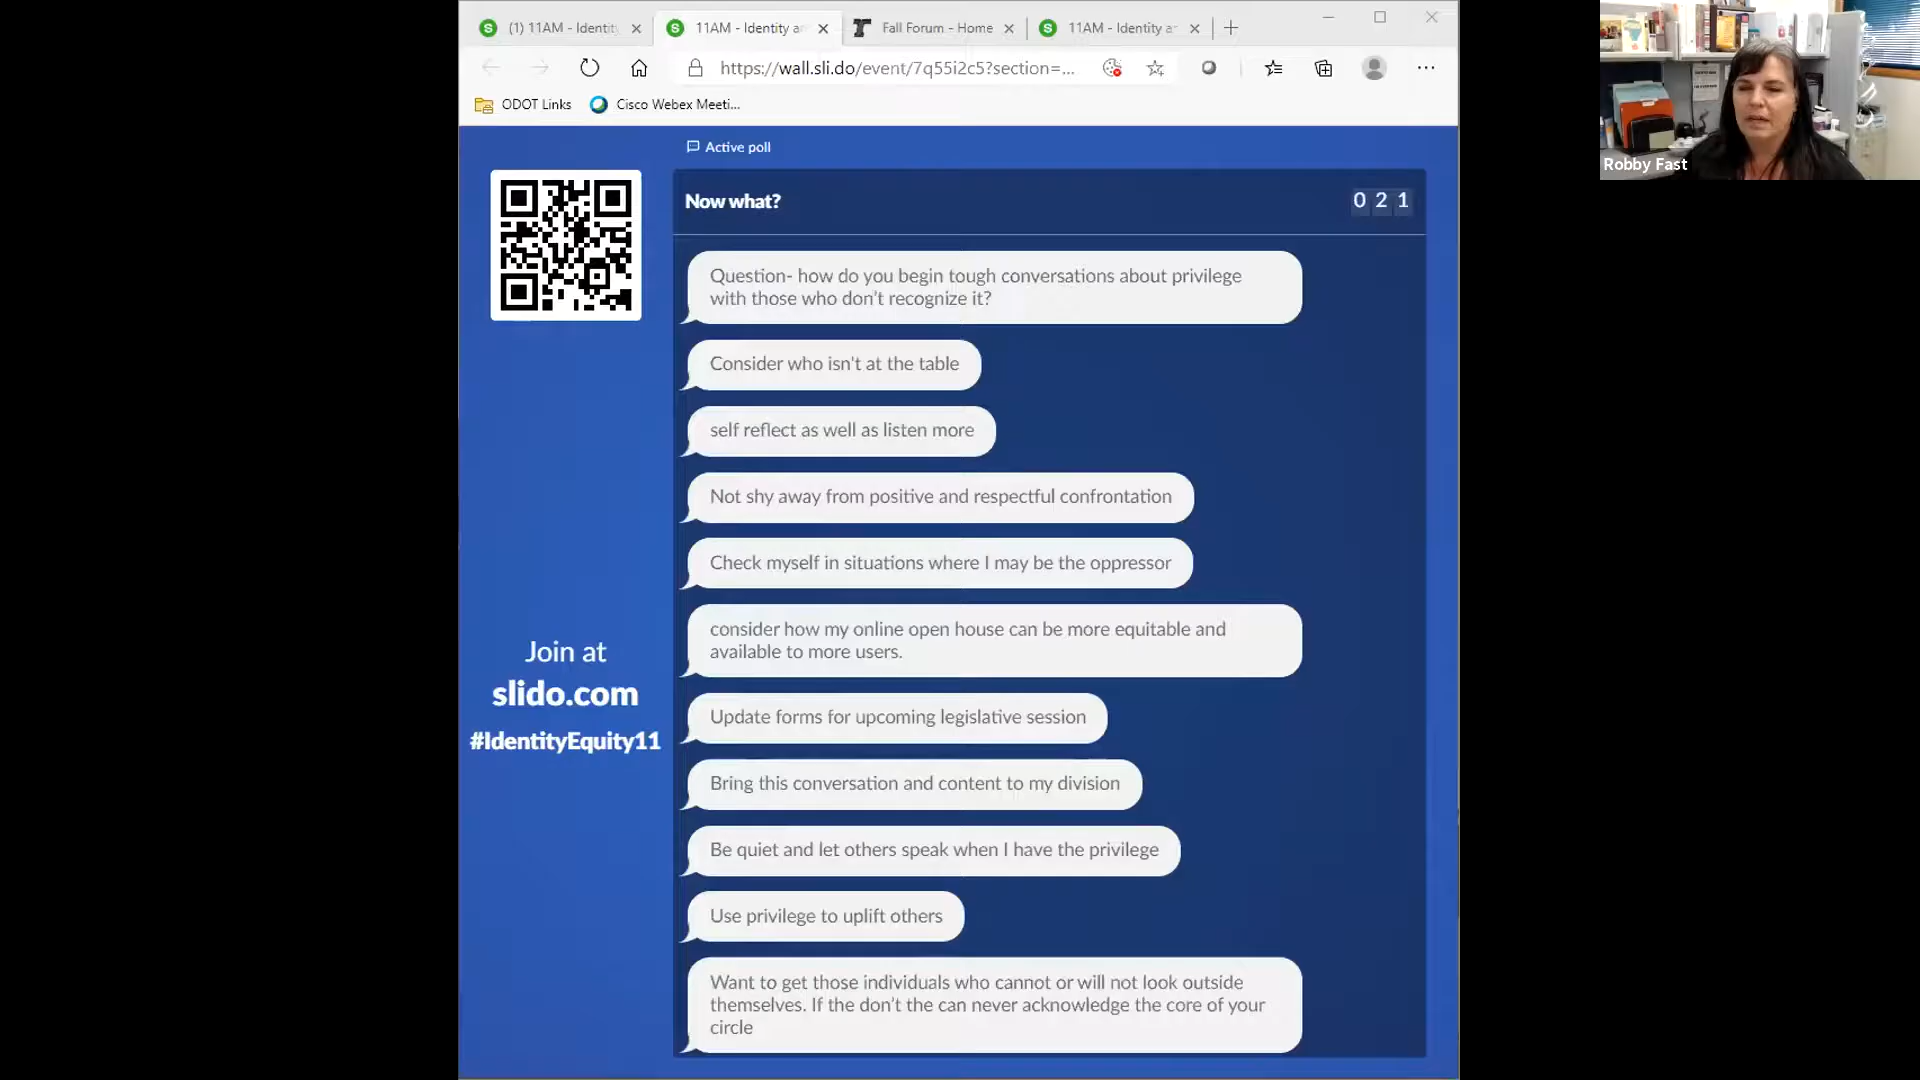 (1) 11AM - Identity
11AM - Identity an
Fall Forum - Home
11AM - Identity a
https://wall.sli.do/event/7q55i2c5?section=...
ODOT Links
Cisco Webex Meeti...
Active poll
Now what?
0 2 1
Question- how do you begin tough conversations about privilege
with those who don't recognize it?
Consider who isn't at the table
self reflect as well as listen more
Not shy away from positive and respectful confrontation
Check myself in situations where I may be the oppressor
consider how my online open house can be more equitable and
available to more users.
Update forms for upcoming legislative session
Bring this conversation and content to my division
Be quiet and let others speak when I have the privilege
Use privilege to uplift others
Want to get those individuals who cannot or will not look outside
themselves. If the don't the can never acknowledge the core of your
circle
Join at
slido.com
#IdentityEquity11
Robby Fast